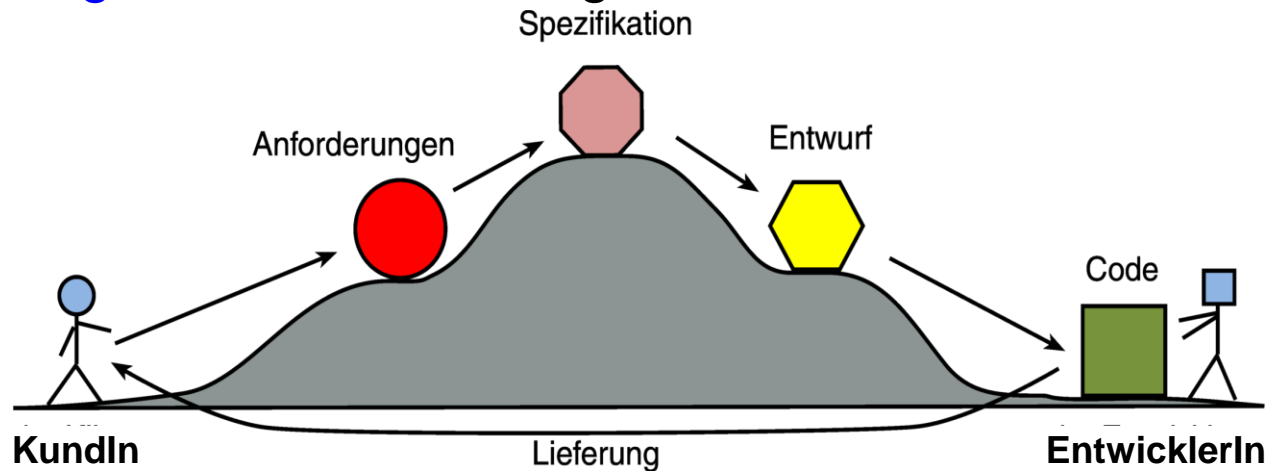 Spezifikation
Anforderungen
Entwurf
Code
KundIn
EntwicklerIn
Lieferung